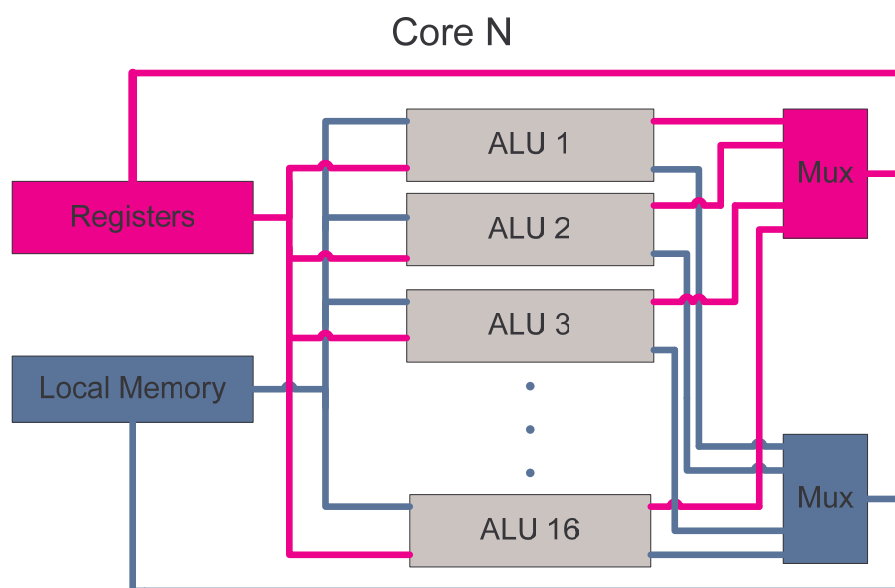 Core N
ALU 1
Mux
Registers
ALU 2
ALU 3
Local Memory
Mux
ALU 16